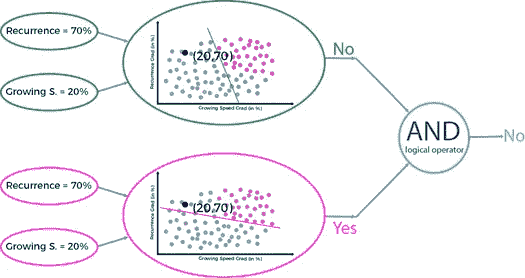 Recurrence = 70%
Growing S. = 20%
Recurrence Grad (in %)
(20,70)
Growing Speed Grad (in %)
No
AND
logical operator
No
Recurrence = 70%
Growing S. = 20%
Recurrence Grad (in %)
(20,70)
Growing Speed Grad (in %)
Yes